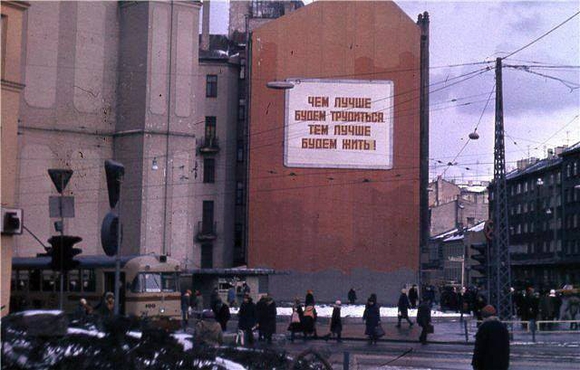 ЧЕМ ЛУЧШЕ
БУДЕМ ТРУДИТЬСЯ,
ТЕМ ЛУЧШЕ
БУДЕМ ЖИТЬ!